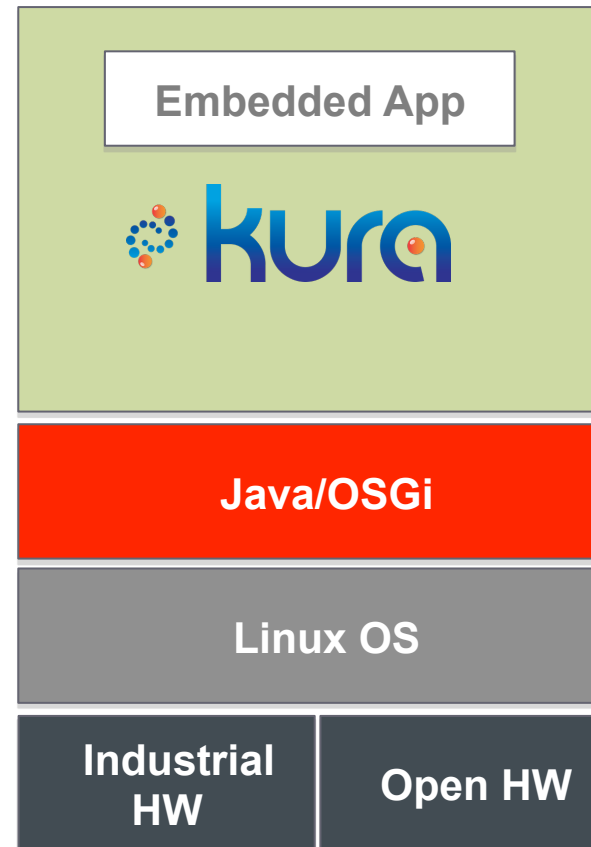 Embedded App
kura
Java/OSGi
Linux OS
Industrial
HW
Open HW